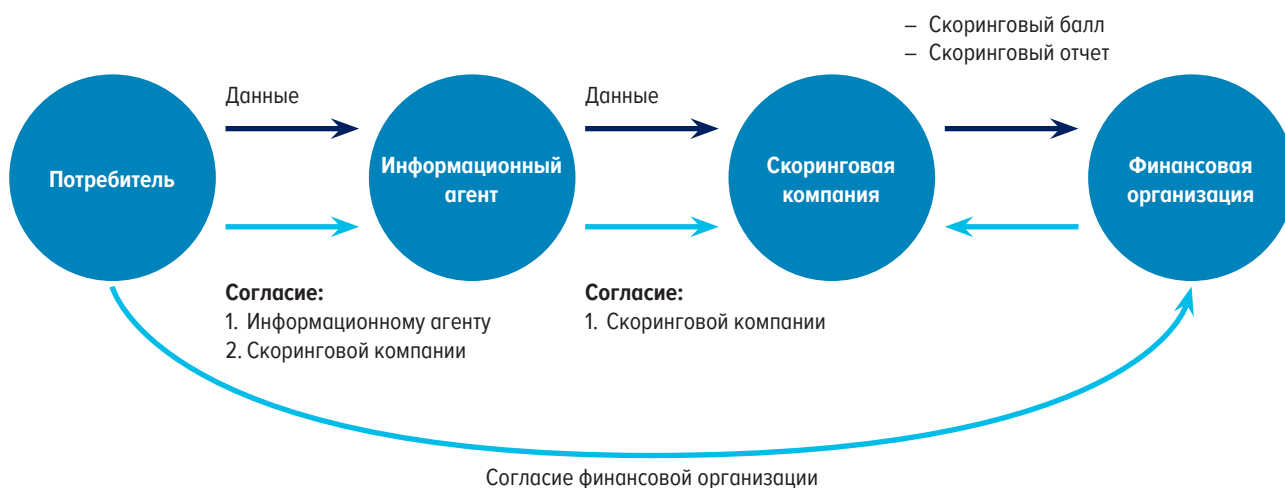 – Скоринговый балл
– Скоринговый отчет
Данные
Данные
Потребитель
Информационный
агент
Скоринговая
компания
Финансовая
организация
Согласие:
1. Информационному агенту
2. Скоринговой компании
Согласие:
1. Скоринговой компании
Согласие финансовой организации